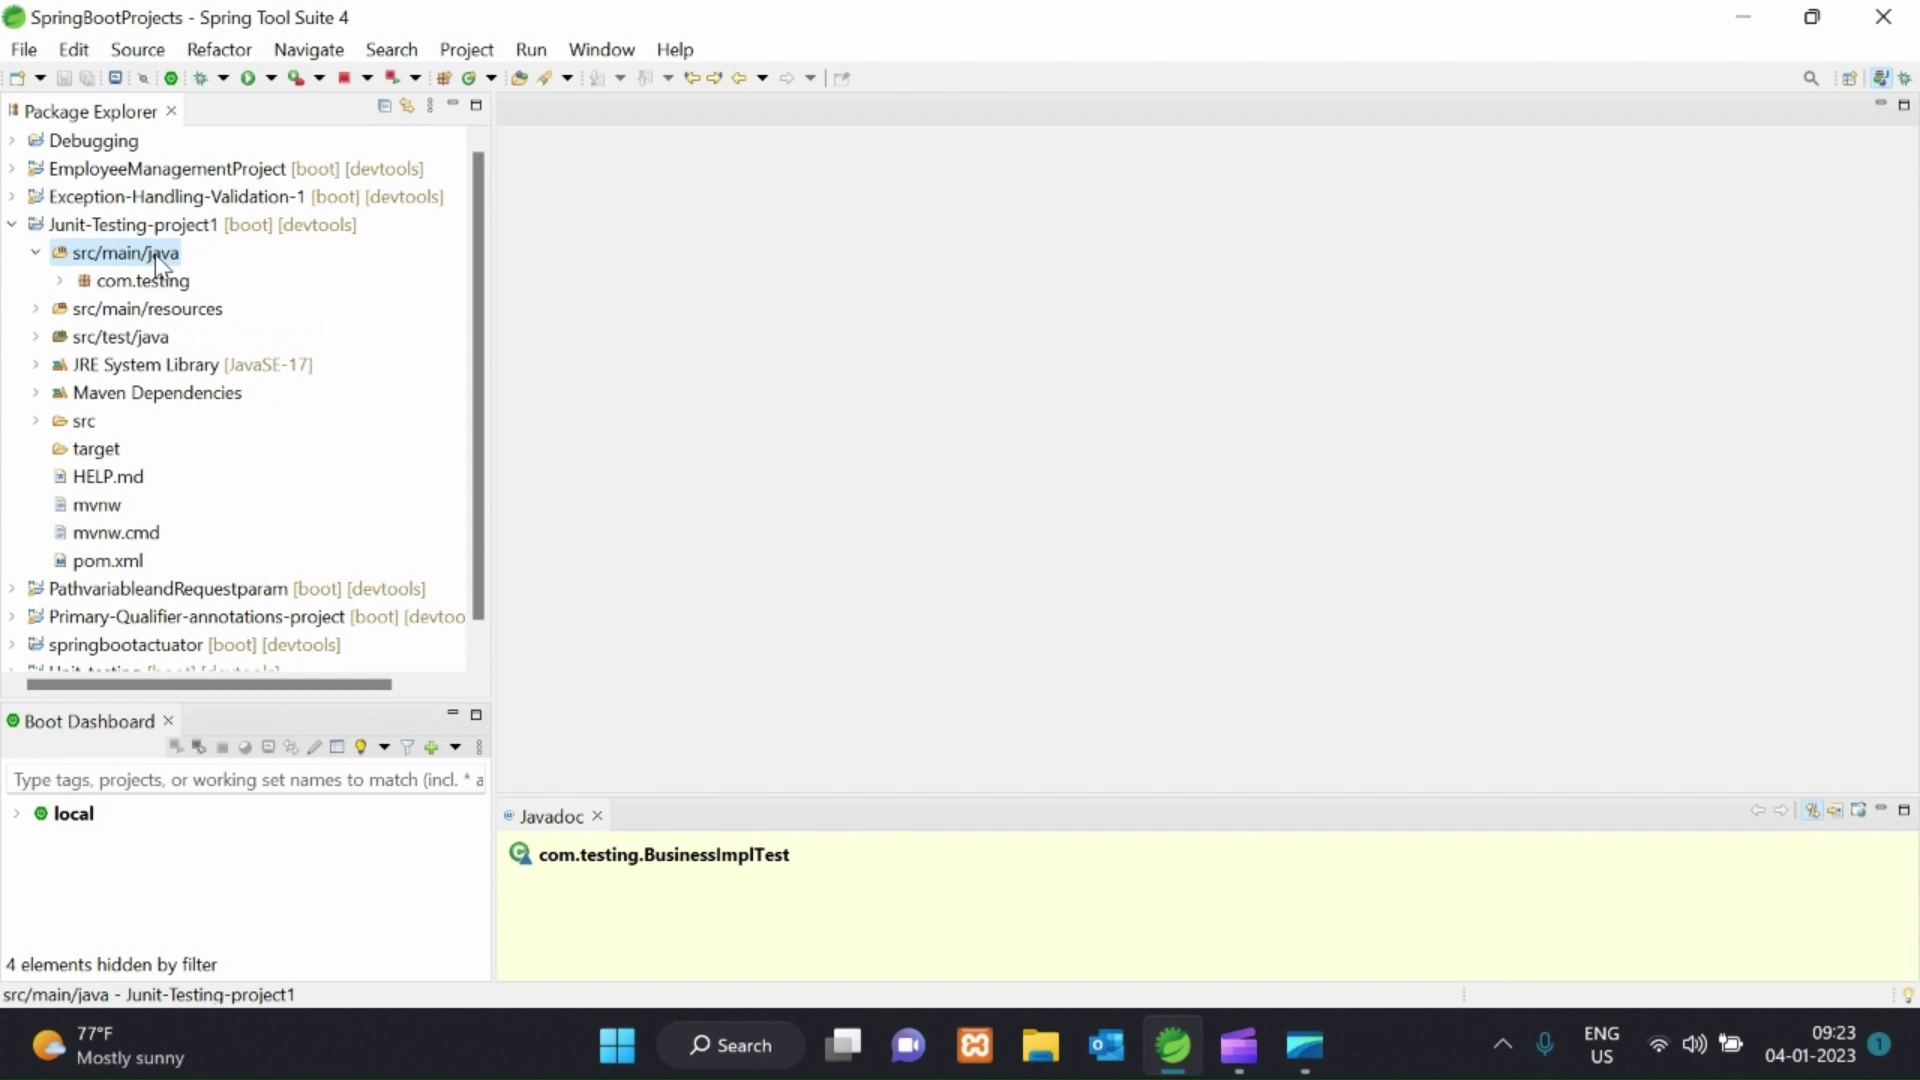 SpringBootProjects - Spring Tool Suite 4
File Edit Source Refactor Navigate Search Project Run Window Help
Package Explorer
Debugging
EmployeeManagementProject [boot] [devtools]
Exception-Handling-Validation-1 [boot] [devtools]
Junit-Testing-project1 [boot] [devtools]
src/main/java
com.testing
src/main/resources
src/test/java
JRE System Library [JavaSE-17]
Maven Dependencies
src
target
HELP.md
mvnw
mvnw.cmd
pom.xml
PathvariableandRequestparam [boot] [devtools]
Primary-Qualifier-annotations-project [boot] [devtoo
springbootactuator [boot] [devtools]
Boot Dashboard
Type tags, projects, or working set names to match (incl. * a
local
4 elements hidden by filter
Javadoc
com.testing.BusinessImplTest
src/main/java - Junit-Testing-project1
77°F
Mostly sunny
Search
ENG
US
09:23
04-01-2023
1